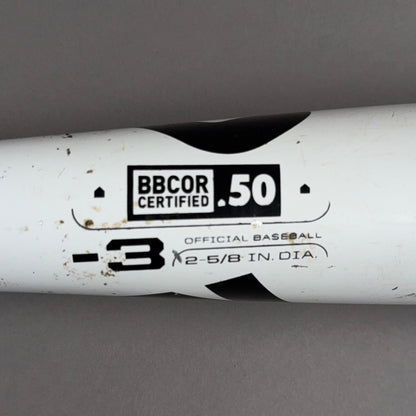 BBCOR
CERTIFIED .50
OFFICIAL BASEBALL
-3 2-5/8 IN. DIA.